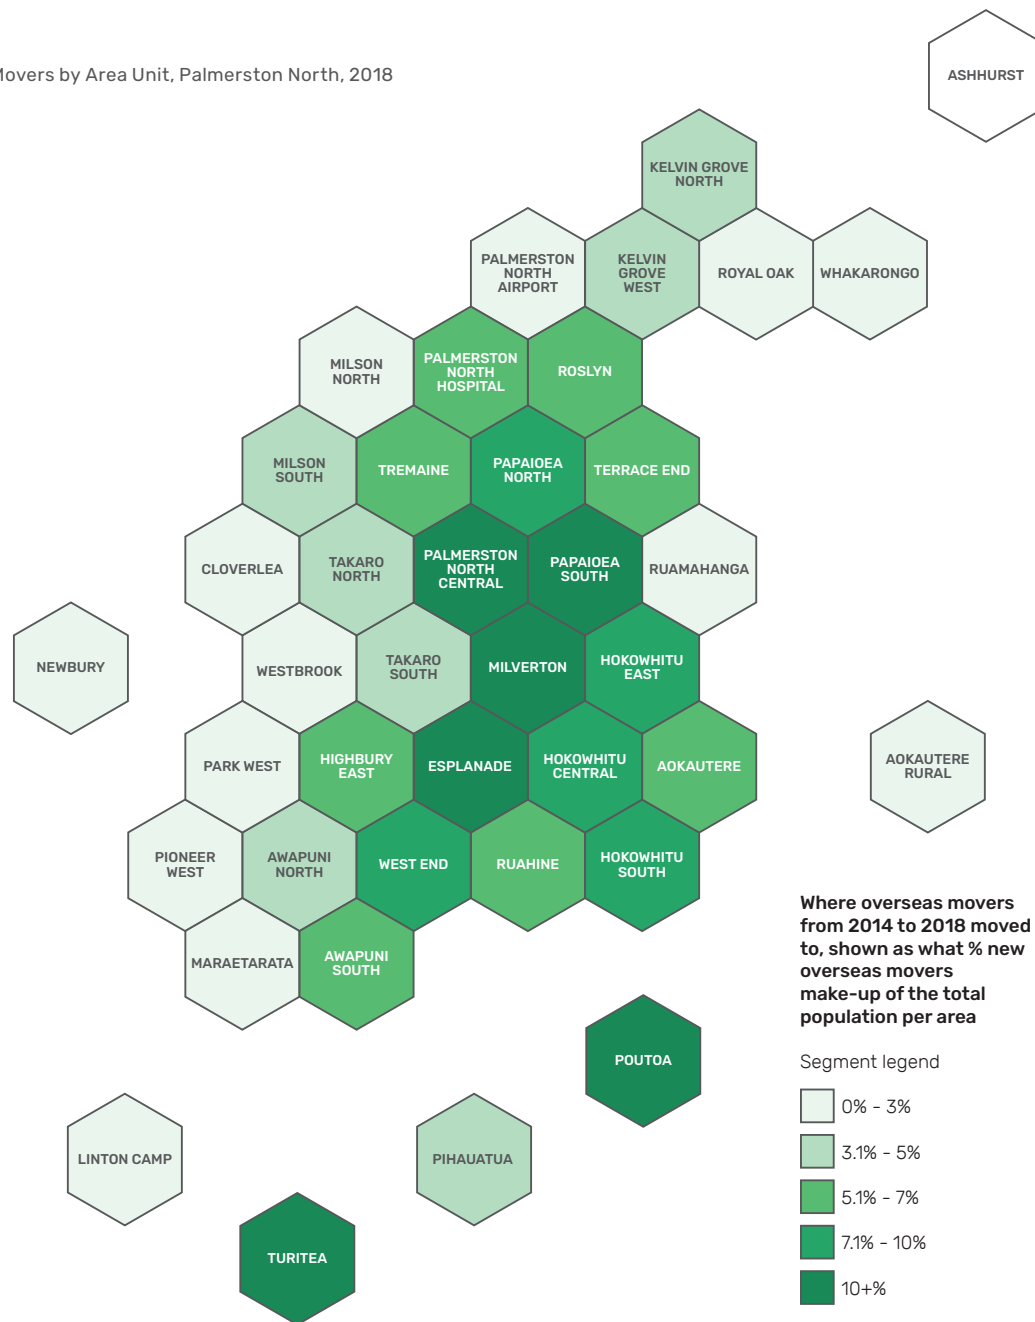 Movers by Area Unit, Palmerston North, 2018
ASHHURST
KELVIN GROVE
NORTH
PALMERSTON
NORTH
AIRPORT
KELVIN
GROVE
WEST
ROYAL OAK
WHAKARONGO
MILSON
NORTH
PALMERSTON
NORTH
HOSPITAL
ROSLYN
MILSON
SOUTH
TREMAINE
PAPAIOEA
NORTH
TERRACE END
CLOVERLEA
TAKARO
NORTH
PALMERSTON
NORTH
CENTRAL
PAPAIOEA
SOUTH
RUAMAHANGA
NEWBURY
WESTBROOK
TAKARO
SOUTH
MILVERTON
HOKOWHITU
EAST
PARK WEST
HIGHBURY
EAST
ESPLANADE
HOKOWHITU
CENTRAL
AOKAUTERE
AOKAUTERE
RURAL
PIONEER
WEST
AWAPUNI
NORTH
WEST END
RUAHINE
HOKOWHITU
SOUTH
MARAETARATA
AWAPUNI
SOUTH
POUTOA
LINTON CAMP
PIHAUATUA
TURITEA
Where overseas movers
from 2014 to 2018 moved
to, shown as what % new
overseas movers
make-up of the total
population per area
Segment legend
0% - 3%
3.1% - 5%
5.1% - 7%
7.1% - 10%
10+%